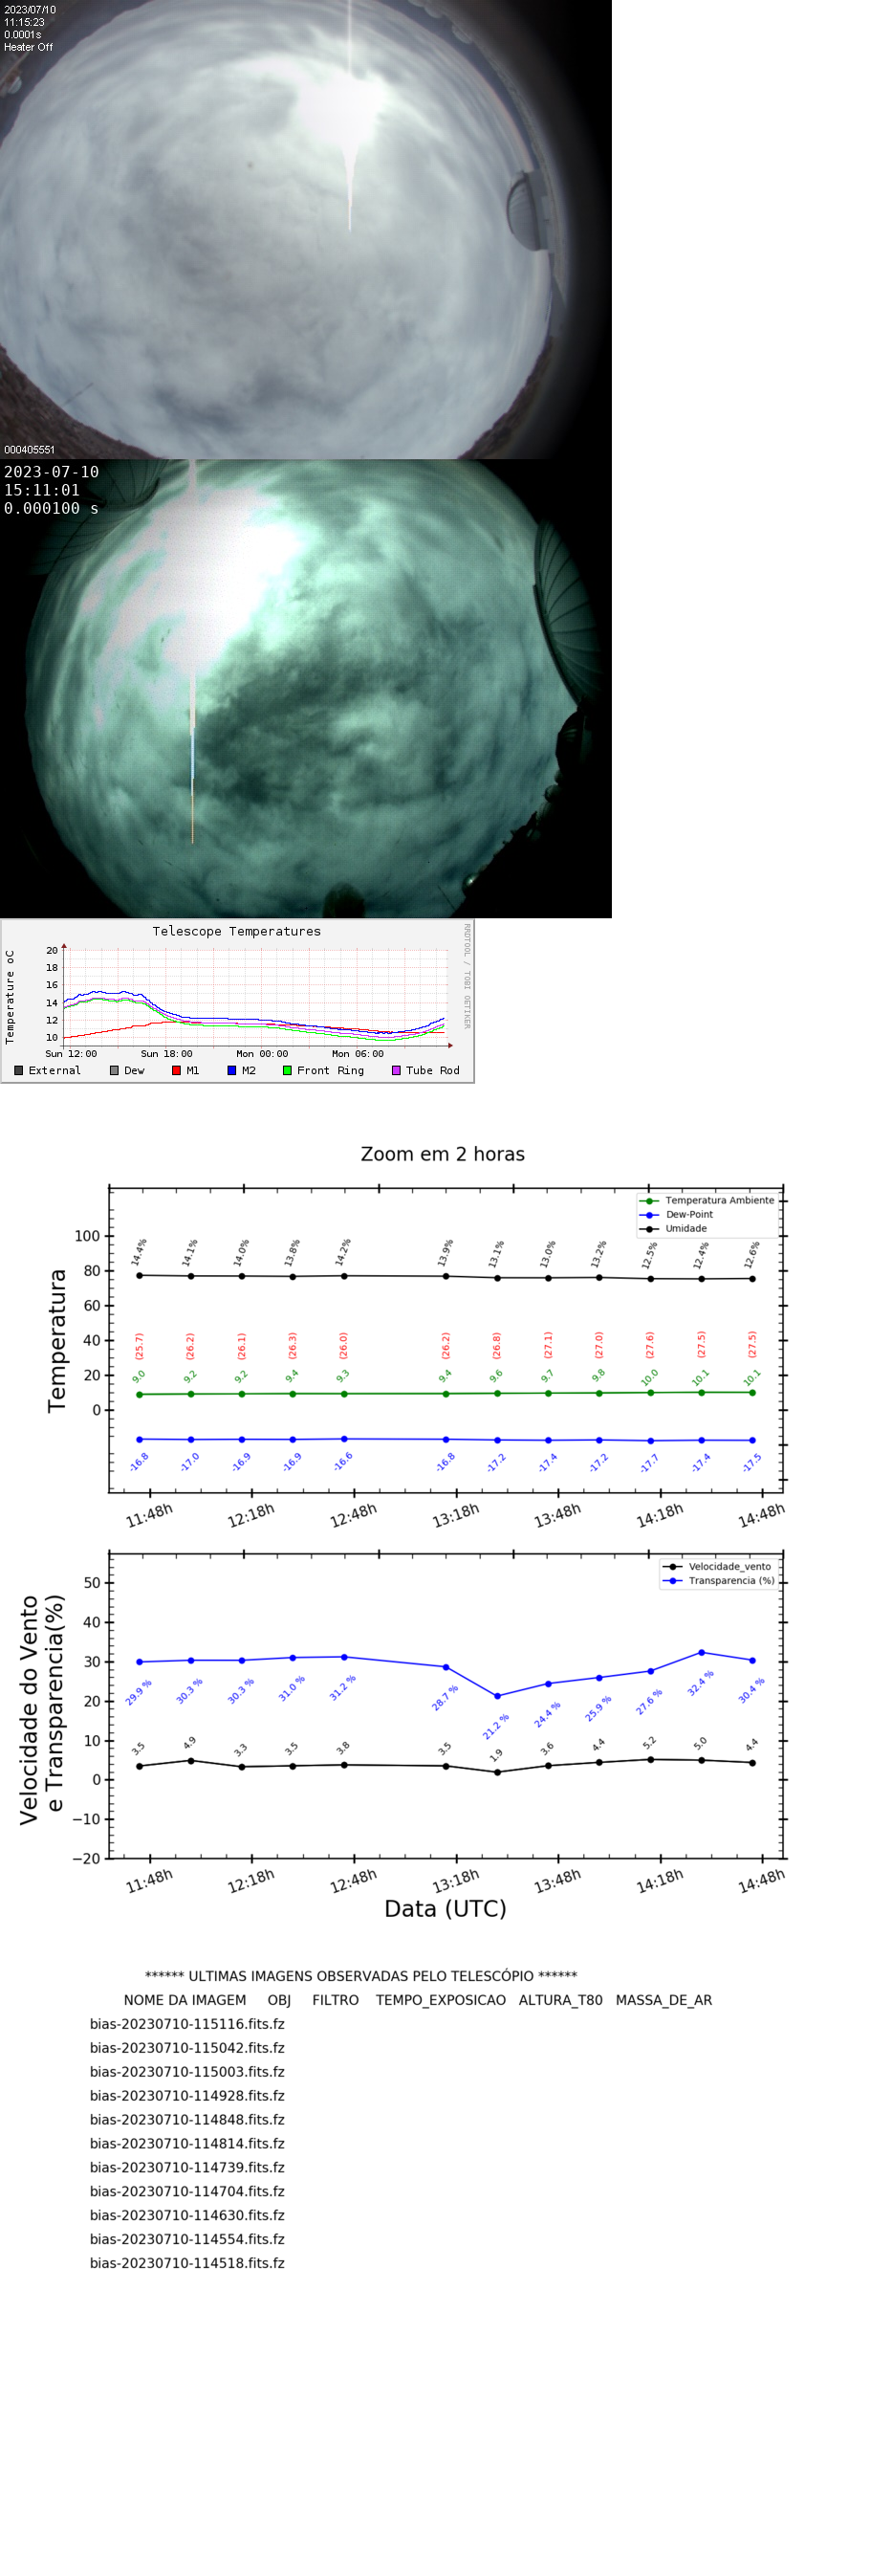 2023/07/10
11:15:23
0.0001s
Heater Off
000405551
2023-07-10
15:11:01
0.000100 s
Telescope Temperatures
RRDTOOL / TOBI OETIKER
Temperature oC
20
18
16
14
12
10
Sun 12:00 Sun 18:00 Mon 00:00 Mon 06:00
External Dew M1 M2 Front Ring Tube Rod
Zoom em 2 horas
Temperatura Ambiente
Dew-Point
Umidade
Temperatura
100
80
60
40
20
0
14.4% 14.1% 14.0% 13.8% 14.2% 13.9% 13.1% 13.0% 13.2% 12.5% 12.4% 12.6%
(25.7) (26.2) (26.1) (26.3) (26.0) (26.2) (26.8) (27.1) (27.0) (27.6) (27.5) (27.5)
9.0 9.2 9.2 9.4 9.3 9.4 9.6 9.7 9.8 10.0 10.1 10.1
-16.8 -17.0 -16.9 -16.9 -16.6 -16.8 -17.2 -17.4 -17.2 -17.7 -17.4 -17.5
11:48h 12:18h 12:48h 13:18h 13:48h 14:18h 14:48h
Velocidade_vento
Transparencia (%)
Velocidade do Vento
e Transparencia(%)
50
40
30
20
10
0
−10
−20
29.9 % 30.3 % 30.3 % 31.0 % 31.2 % 28.7 % 21.2 % 24.4 % 25.9 % 27.6 % 32.4 % 30.4 %
3.5 4.9 3.3 3.5 3.8 3.5 1.9 3.6 4.4 5.2 5.0 4.4
11:48h 12:18h 12:48h 13:18h 13:48h 14:18h 14:48h
Data (UTC)
****** ULTIMAS IMAGENS OBSERVADAS PELO TELESCÓPIO ******
NOME DA IMAGEM OBJ FILTRO TEMPO_EXPOSICAO ALTURA_T80 MASSA_DE_AR
bias-20230710-115116.fits.fz
bias-20230710-115042.fits.fz
bias-20230710-115003.fits.fz
bias-20230710-114928.fits.fz
bias-20230710-114848.fits.fz
bias-20230710-114814.fits.fz
bias-20230710-114739.fits.fz
bias-20230710-114704.fits.fz
bias-20230710-114630.fits.fz
bias-20230710-114554.fits.fz
bias-20230710-114518.fits.fz